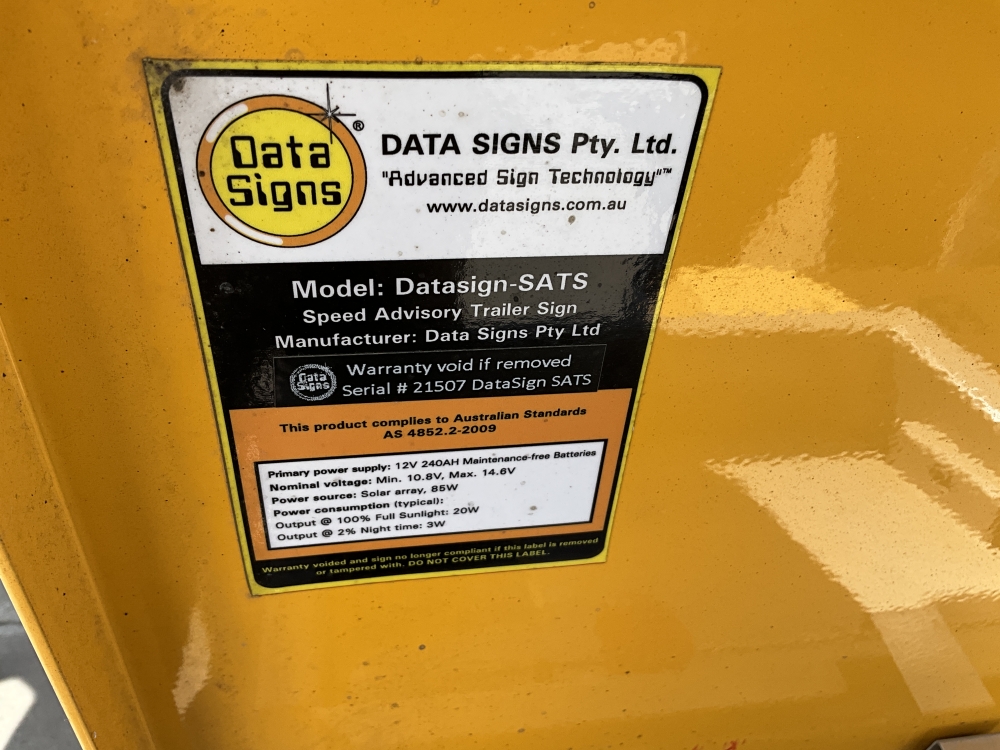 Data
Signs
®
DATA SIGNS Pty. Ltd.
"Advanced Sign Technology"™
www.datasigns.com.au
Model: Datasign-SATS
Speed Advisory Trailer Sign
Manufacturer: Data Signs Pty Ltd
Data
Signs
Warranty void if removed
Serial # 21507 DataSign SATS
This product complies to Australian Standards
AS 4852.2-2009
Primary power supply: 12V 240AH Maintenance-free Batteries
Nominal voltage: Min. 10.8V, Max. 14.6V
Power source: Solar array, 85W
Power consumption (typical):
Output @ 100% Full Sunlight: 20W
Output @ 2% Night time: 3W
Warranty voided and sign no longer compliant if this label is removed
or tampered with. DO NOT COVER THIS LABEL.